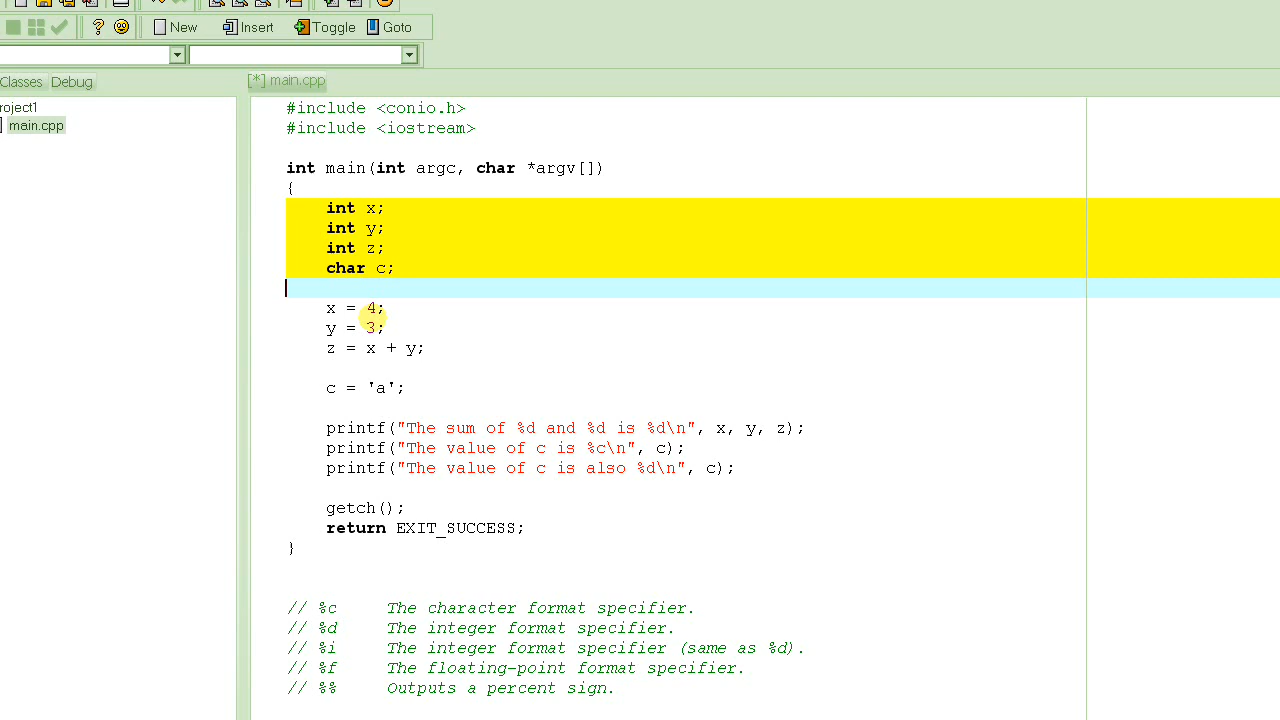 New Insert Toggle Goto
Classes Debug [*] main.cpp
roject1
main.cpp
#include <conio.h>
#include <iostream>
int main(int argc, char *argv[])
{
int x;
int y;
int z;
char c;
x = 4;
y = 3;
z = x + y;
c = 'a';
printf("The sum of %d and %d is %d\n", x, y, z);
printf("The value of c is %c\n", c);
printf("The value of c is also %d\n", c);
getch();
return EXIT_SUCCESS;
}
// %c The character format specifier.
// %d The integer format specifier.
// %i The integer format specifier (same as %d).
// %f The floating-point format specifier.
// %% Outputs a percent sign.